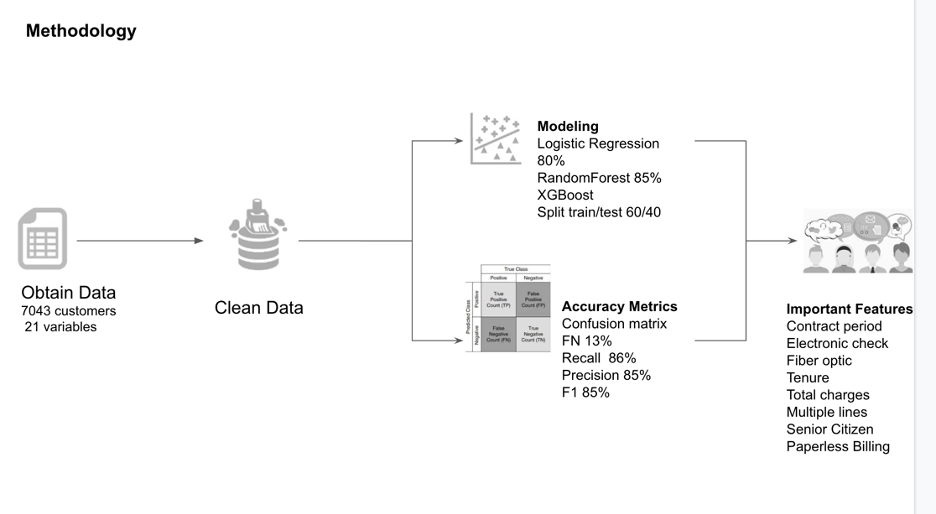 Methodology
Obtain Data
7043 customers
21 variables
Clean Data
Modeling
Logistic Regression
80%
RandomForest 85%
XGBoost
Split train/test 60/40
True Class
Positive Negative
Predicted Class
Positive
True
Positive
Count (TP)
False
Positive
Count (FP)
Negative
False
Negative
Count (FN)
True
Negative
Count (TN)
Accuracy Metrics
Confusion matrix
FN 13%
Recall 86%
Precision 85%
F1 85%
Important Features
Contract period
Electronic check
Fiber optic
Tenure
Total charges
Multiple lines
Senior Citizen
Paperless Billing